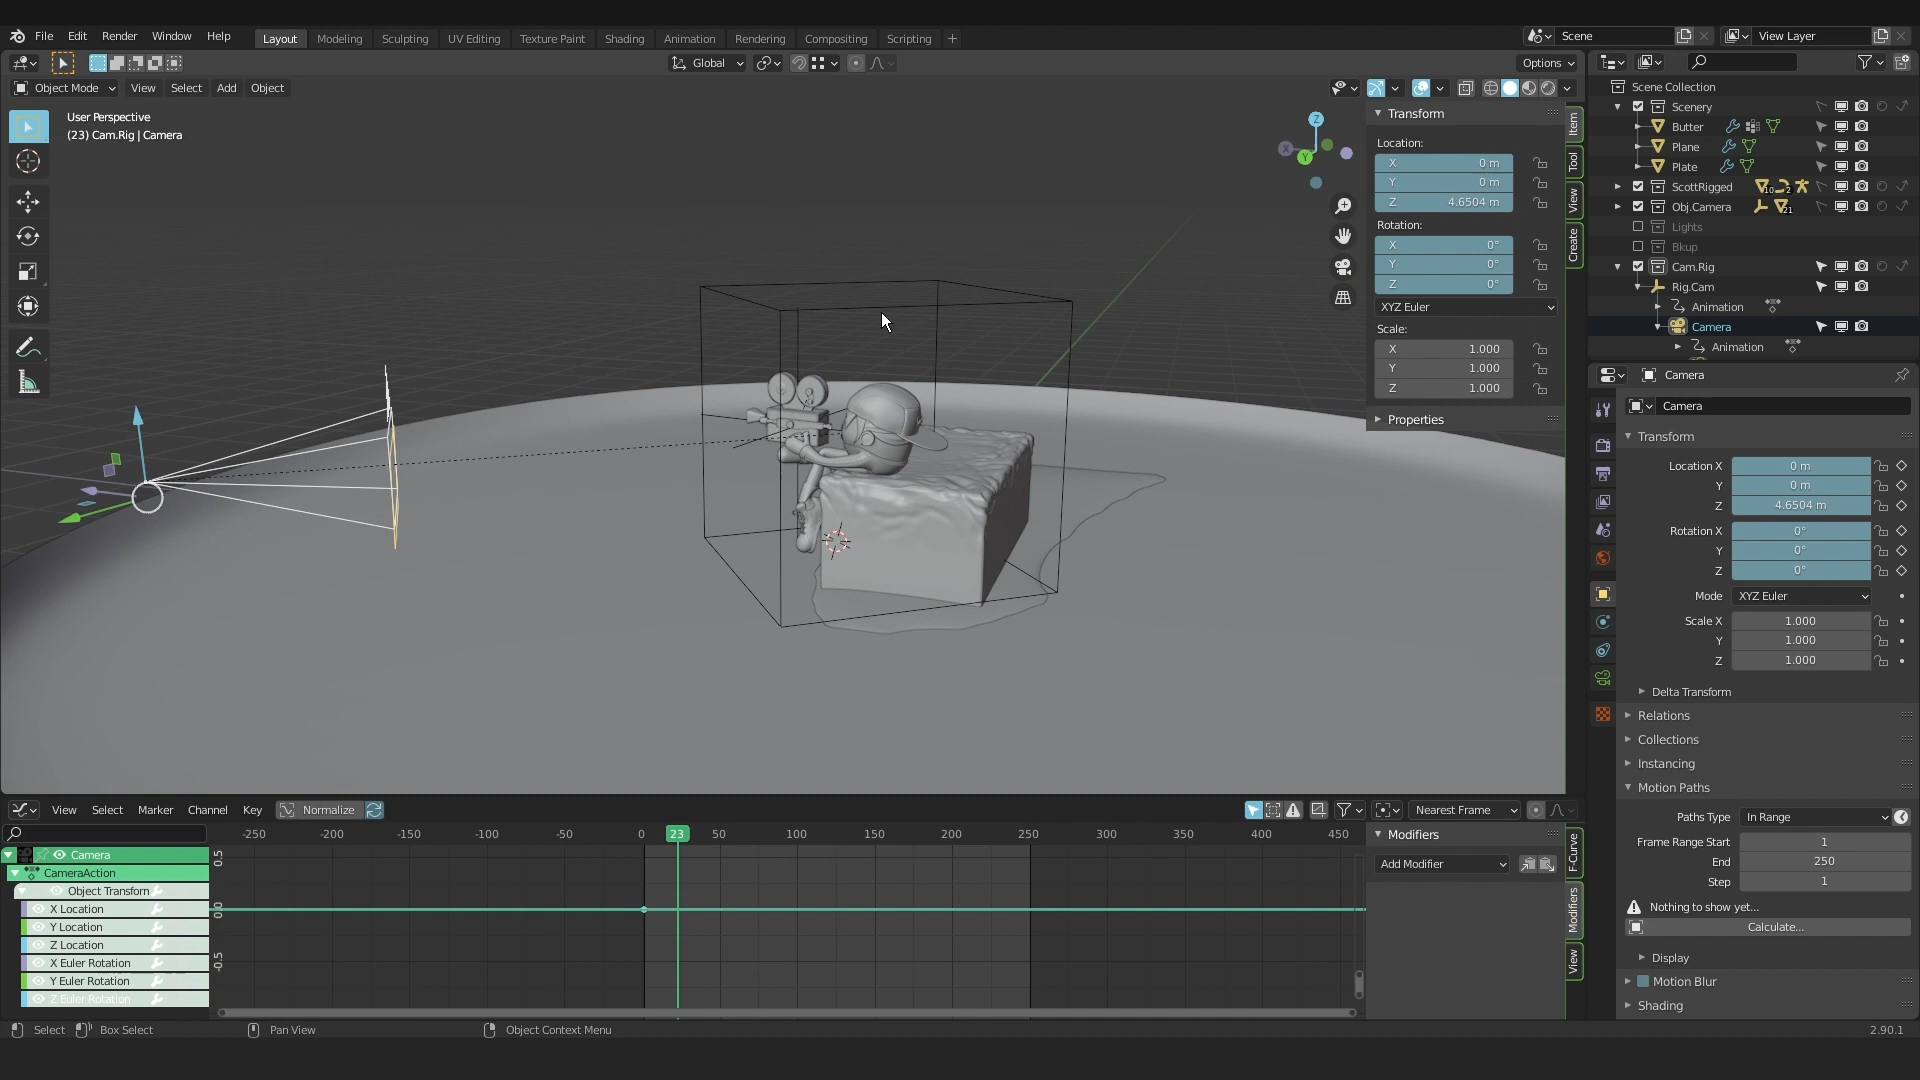 File Edit Render Window Help Layout Modeling Sculpting UV Editing Texture Paint Shading Animation Rendering Compositing Scripting + Scene View Layer
Global Options
Object Mode View Select Add Object
User Perspective
(23) Cam.Rig | Camera
Z
X
Y
Transform
Location:
X 0 m
Y 0 m
Z 4.6504 m
Rotation:
X 0°
Y 0°
Z 0°
XYZ Euler
Scale:
X 1.000
Y 1.000
Z 1.000
Properties
Item
Tool
View
Create
Scene Collection
Scenery
Butter
Plane
Plate
ScottRigged 10 2
Obj.Camera 21
Lights
Bkup
Cam.Rig
Rig.Cam
Animation
Camera
Animation
Camera
Camera
Transform
Location X 0 m
Y 0 m
Z 4.6504 m
Rotation X 0°
Y 0°
Z 0°
Mode XYZ Euler
Scale X 1.000
Y 1.000
Z 1.000
Delta Transform
Relations
Collections
Instancing
Motion Paths
Paths Type In Range
Frame Range Start 1
End 250
Step 1
Nothing to show yet...
Calculate...
Display
Motion Blur
Shading
View Select Marker Channel Key Normalize Nearest Frame
-250 -200 -150 -100 -50 0 23 50 100 150 200 250 300 350 400 450
0.5
0.0
-0.5
Camera
CameraAction
Object Transform
X Location
Y Location
Z Location
X Euler Rotation
Y Euler Rotation
Z Euler Rotation
Modifiers
Add Modifier
F-Curve
Modifiers
View
Select Box Select Pan View Object Context Menu 2.90.1